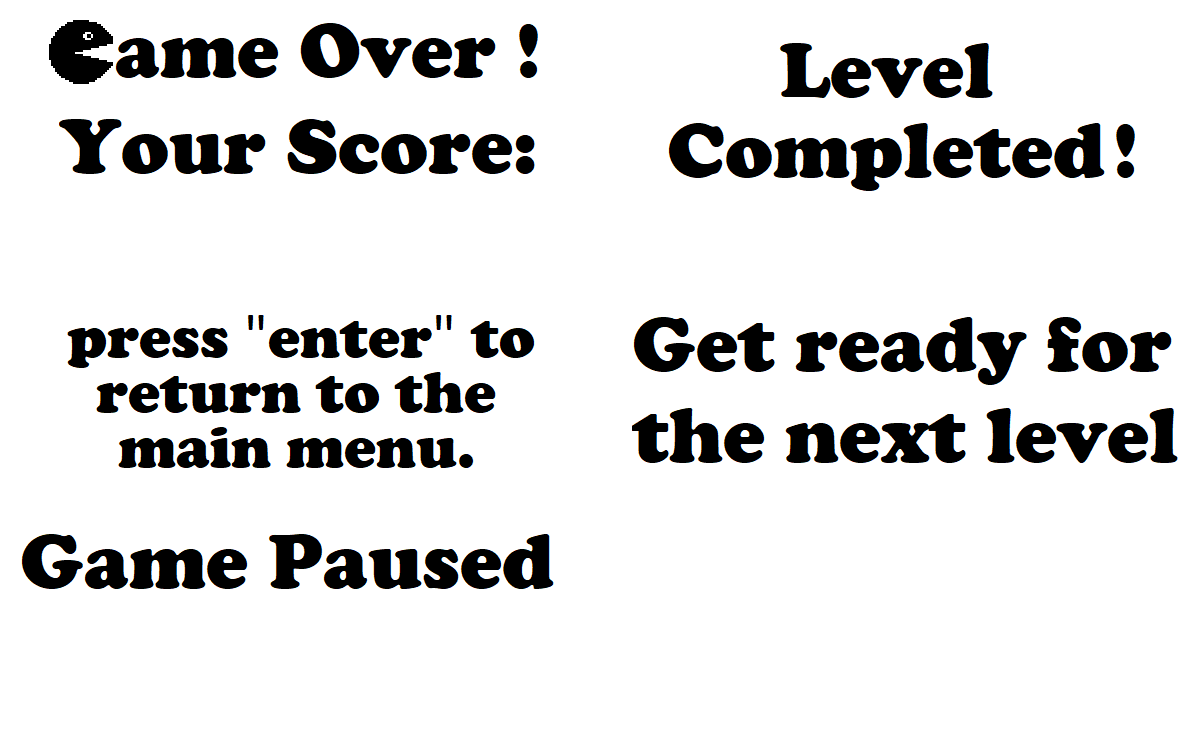 ame Over !
Your Score:
press "enter" to
return to the
main menu.
Game Paused
Level
Completed!
Get ready for
the next level